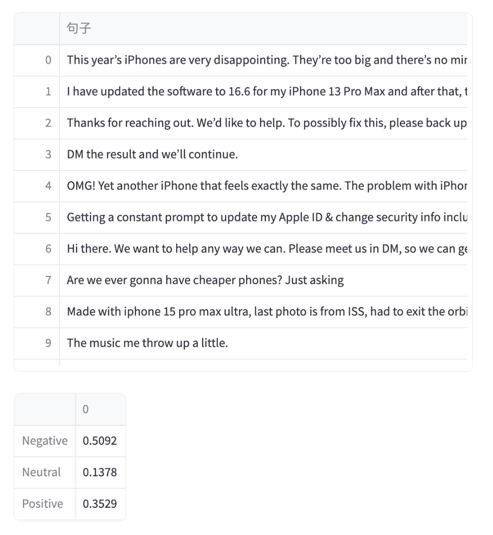 句子
0 This year’s iPhones are very disappointing. They’re too big and there’s no
1 I have updated the software to 16.6 for my iPhone 13 Pro Max and after that,
2 Thanks for reaching out. We’d like to help. To possibly fix this, please back up
3 DM the result and we’ll continue.
4 OMG! Yet another iPhone that feels exactly the same. The problem with
5 Getting a constant prompt to update my Apple ID & change security info
6 Hi there. We want to help any way we can. Please meet us in DM, so we can
7 Are we ever gonna have cheaper phones? Just asking
8 Made with iphone 15 pro max ultra, last photo is from ISS, had to exit the
9 The music me throw up a little.
0
Negative 0.5092
Neutral 0.1378
Positive 0.3529